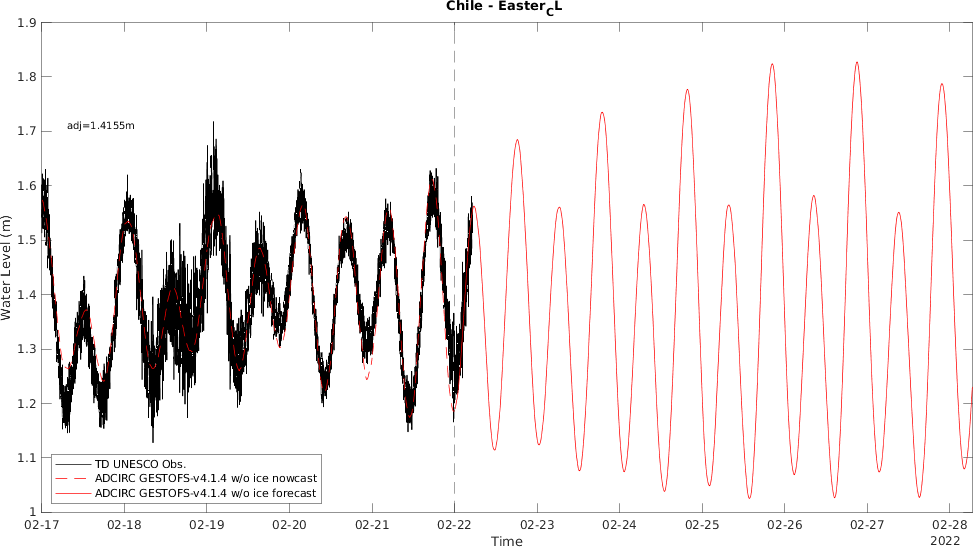 Chile - EasterCL
1.9
1.8
1.7
1.6
1.5
1.4
1.3
1.2
1.1
1
Water Level (m)
adj=1.4155m
TD UNESCO Obs.
ADCIRC GESTOFS-v4.1.4 w/o ice nowcast
ADCIRC GESTOFS-v4.1.4 w/o ice forecast
02-17 02-18 02-19 02-20 02-21 02-22 02-23 02-24 02-25 02-26 02-27 02-28
Time 2022